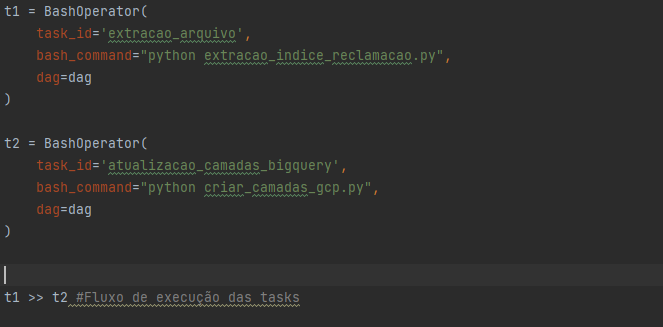 t1 = BashOperator(
    task_id='extracao_arquivo',
    bash_command="python extracao_indice_reclamacao.py",
    dag=dag
)
t2 = BashOperator(
    task_id='atualizacao_camadas_bigquery',
    bash_command="python criar_camadas_gcp.py",
    dag=dag
)
t1 >> t2 #Fluxo de execução das tasks